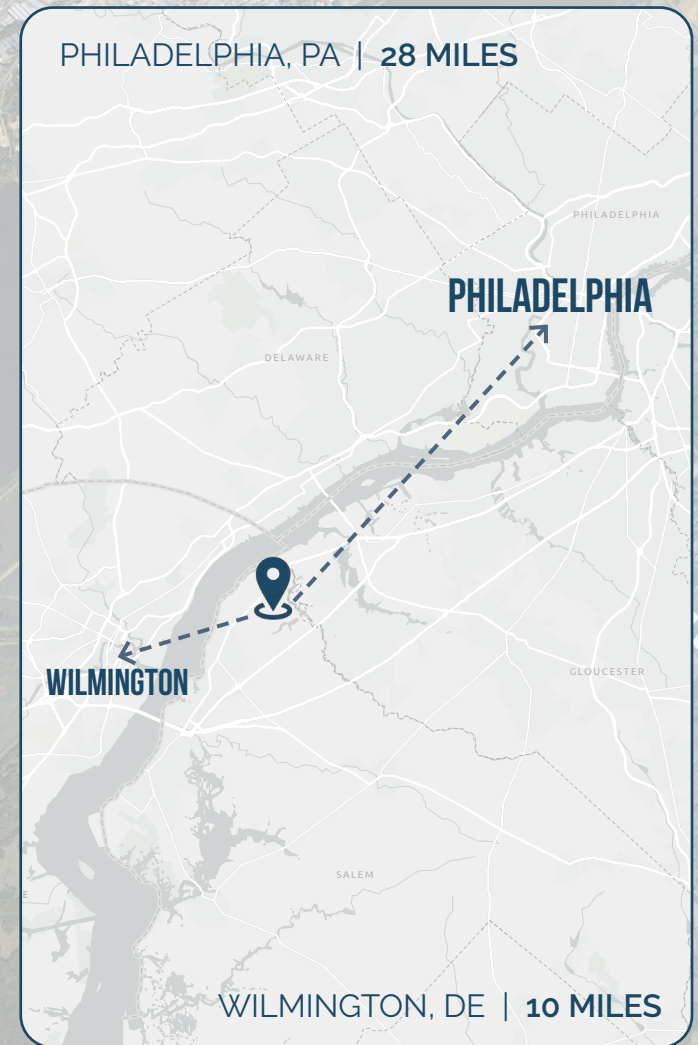 PHILADELPHIA, PA | 28 MILES
PHILADELPHIA
PHILADELPHIA
DELAWARE
WILMINGTON
GLOUCESTER
SALEM
E
WILMINGTON, DE | 10 MILES